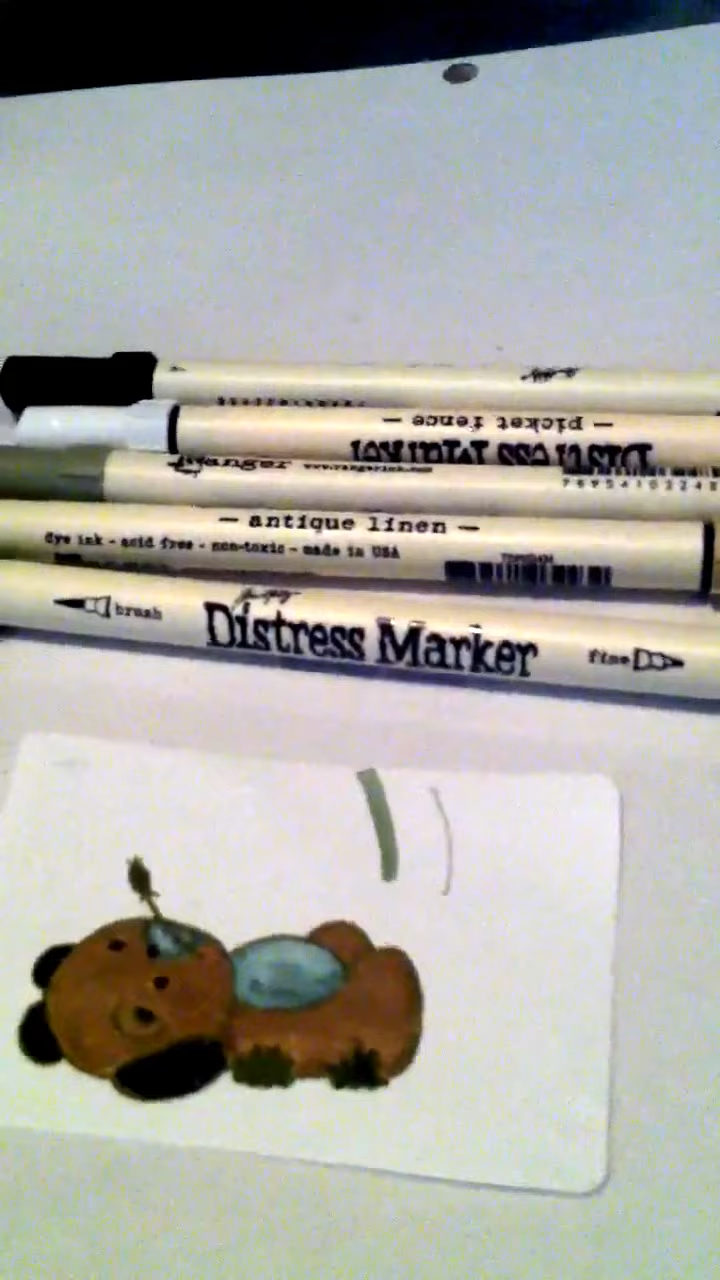 — picket fence —
Distress Marker
Ranger www.rangerink.com
— antique linen —
dye ink - acid free - non-toxic - made in USA
brush Distress Marker fine